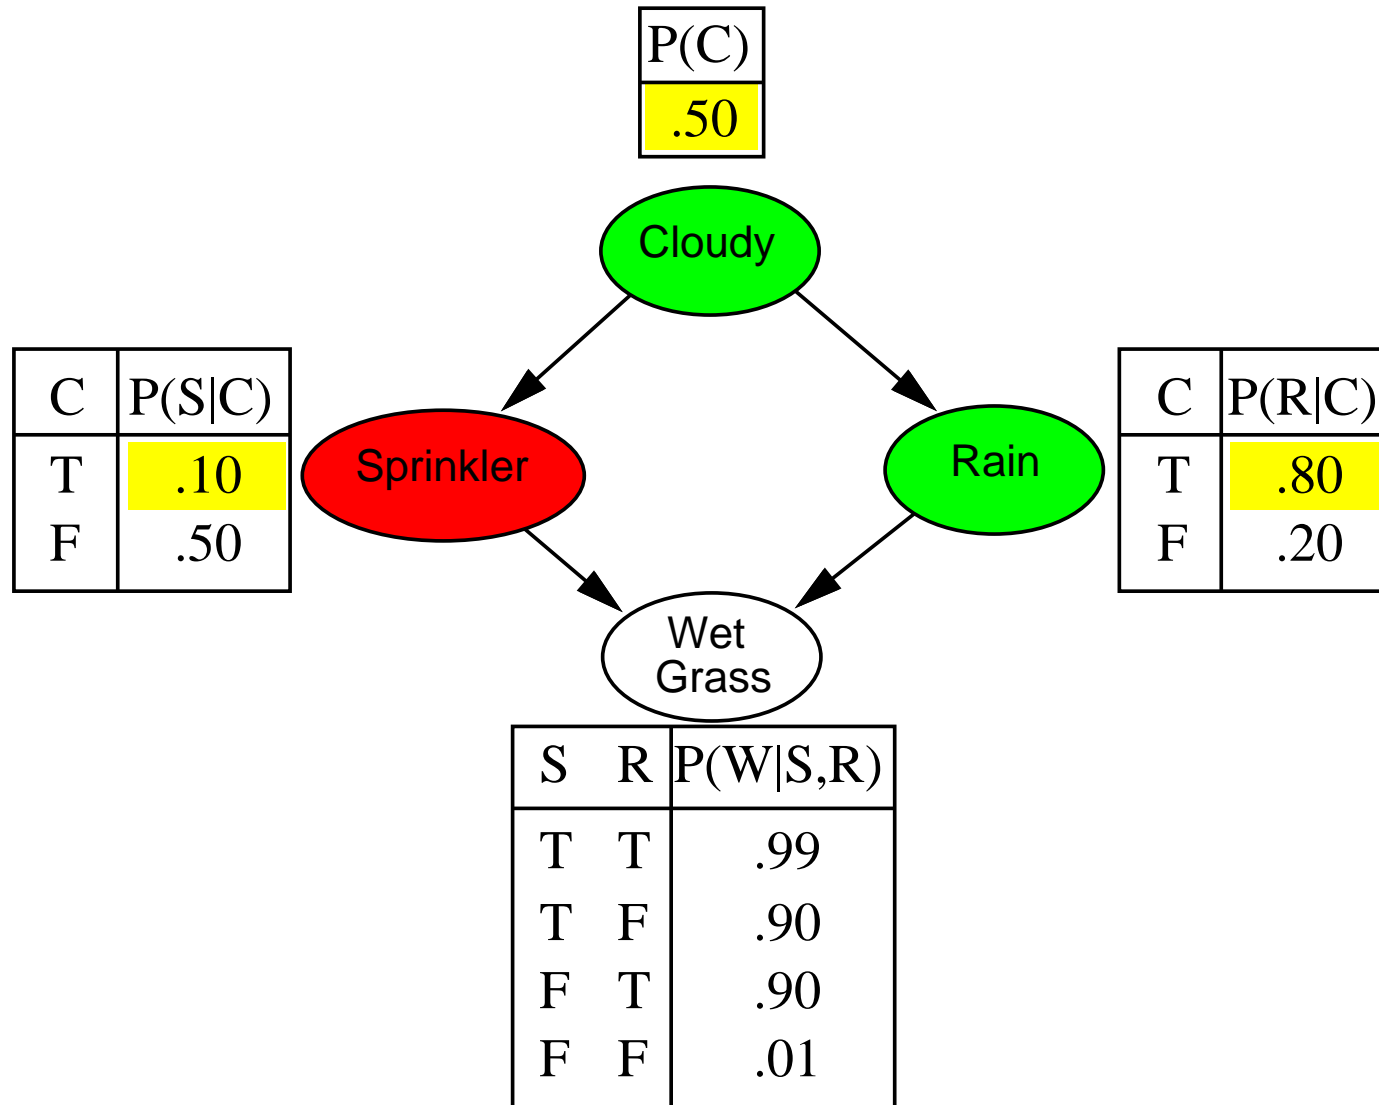 P(C)
.50
Cloudy
C P(S|C)
T .10
F .50
Sprinkler
Rain
C P(R|C)
T .80
F .20
Wet
Grass
S R P(W|S,R)
T T .99
T F .90
F T .90
F F .01